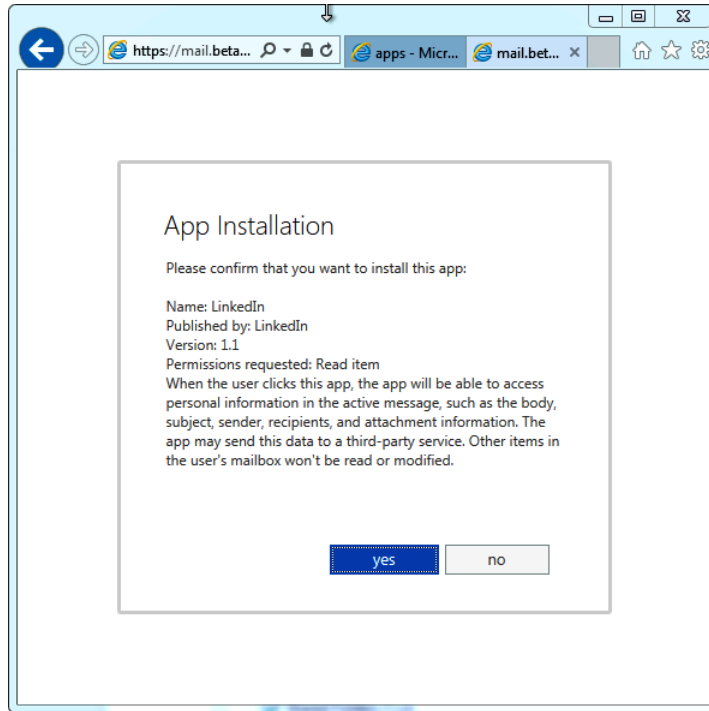 https://mail.beta...
apps - Micr...
mail.bet...
App Installation
Please confirm that you want to install this app:
Name: LinkedIn
Published by: LinkedIn
Version: 1.1
Permissions requested: Read item
When the user clicks this app, the app will be able to access
personal information in the active message, such as the body,
subject, sender, recipients, and attachment information. The
app may send this data to a third-party service. Other items in
the user's mailbox won't be read or modified.
yes
no